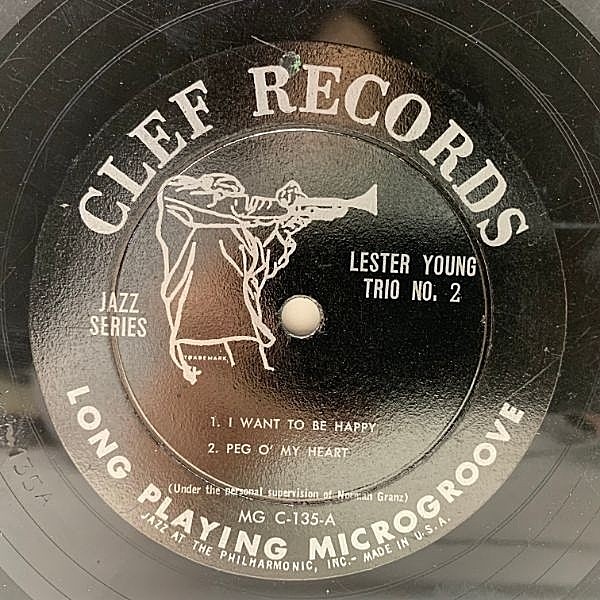 CLEF RECORDS
LESTER YOUNG
TRIO NO. 2
JAZZ
SERIES
TRADEMARK
1. I WANT TO BE HAPPY
2. PEG O' MY HEART
(Under the personal supervision of Norman Granz)
MG C-135-A
LONG PLAYING MICROGROOVE
JAZZ AT THE PHILHARMONIC, INC. - MADE IN U.S.A.
135A